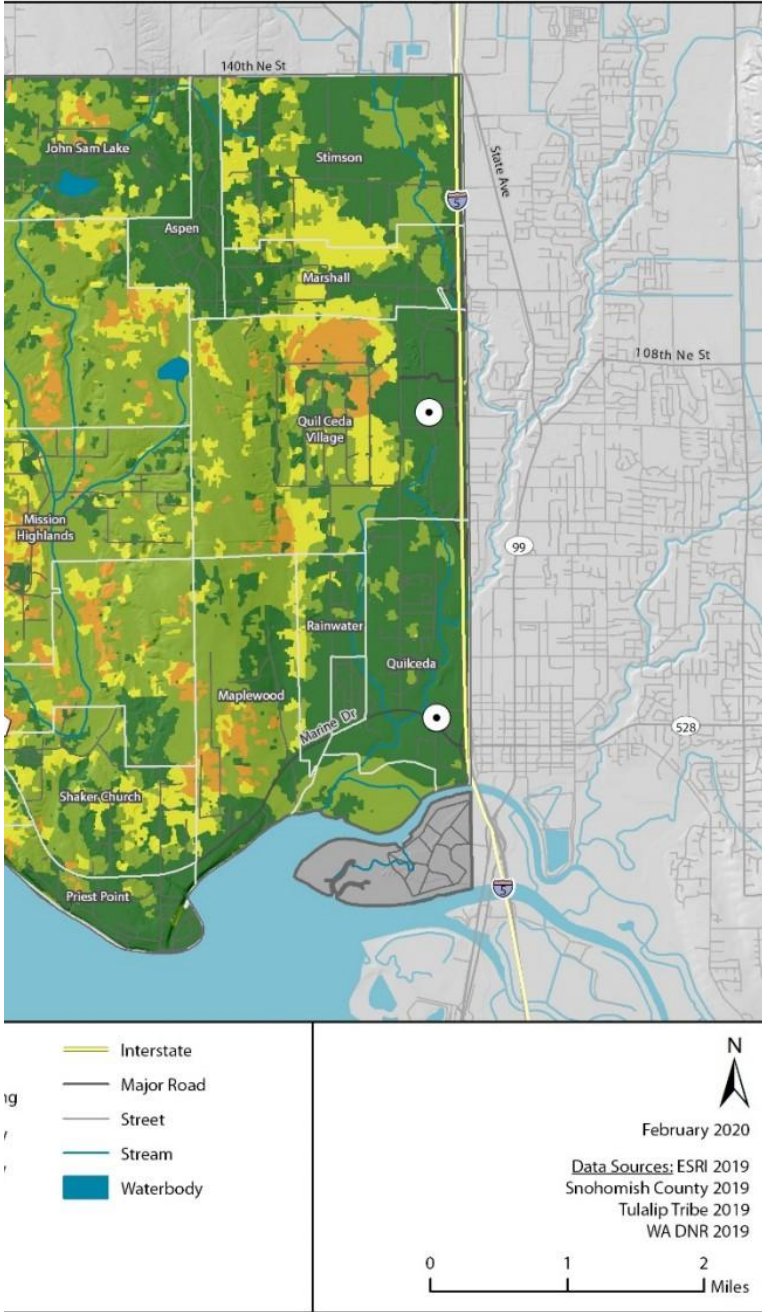 140th Ne St
John Sam Lake
Stimson
State Ave
5
Aspen
Marshall
108th Ne St
Quil Ceda
Village
Mission
Highlands
99
Rainwater
Quilceda
Maplewood
Marine Dr
528
Shaker Church
5
Priest Point
Interstate
Major Road
Street
Stream
Waterbody
N
February 2020
Data Sources: ESRI 2019
Snohomish County 2019
Tulalip Tribe 2019
WA DNR 2019
0 1 2
Miles